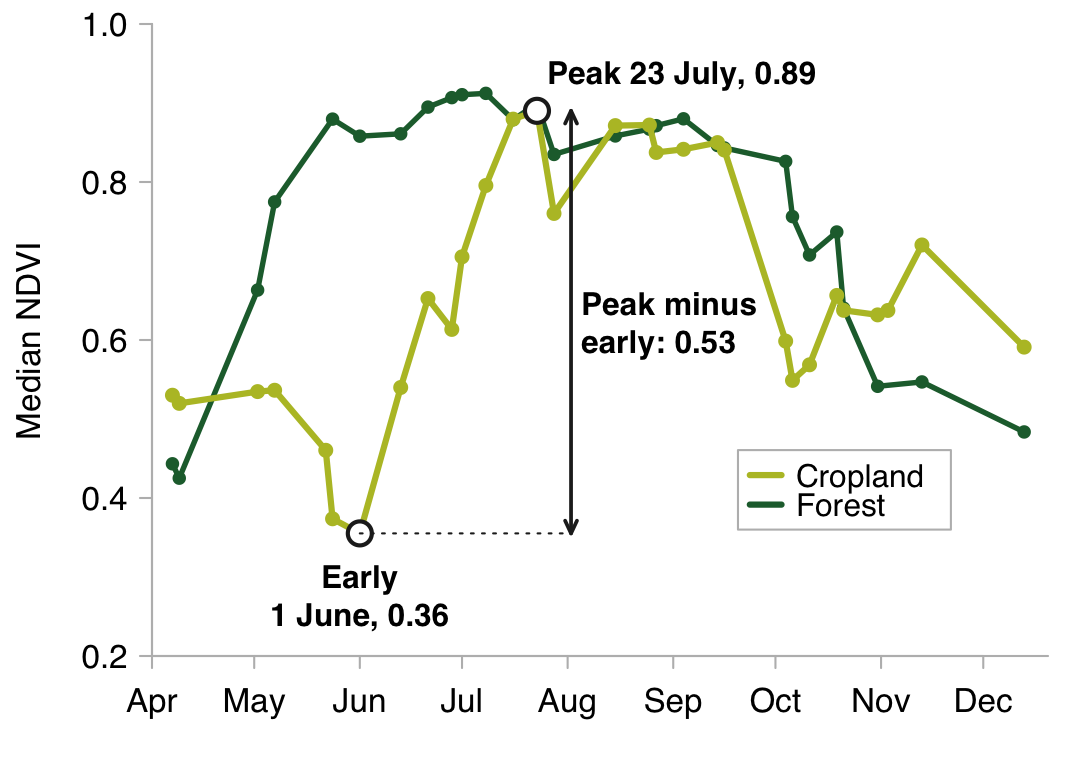 1.0
Peak 23 July, 0.89
0.8
Median NDVI
Peak minus
early: 0.53
0.6
Cropland
Forest
0.4
Early
1 June, 0.36
0.2
Apr May Jun Jul Aug Sep Oct Nov Dec